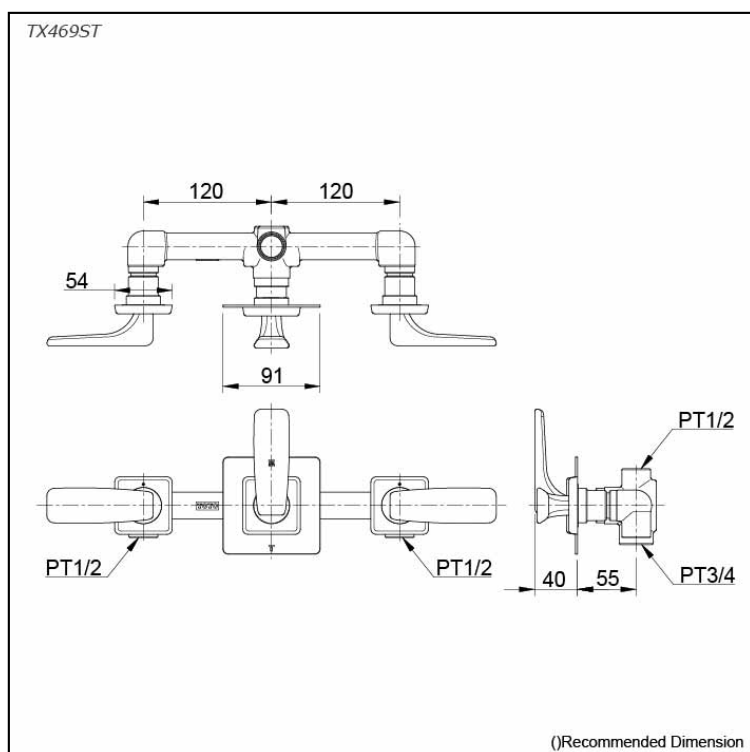 TX469ST
120
120
54
91
PT1/2
PT1/2
PT1/2
40
55
PT3/4
()Recommended Dimension